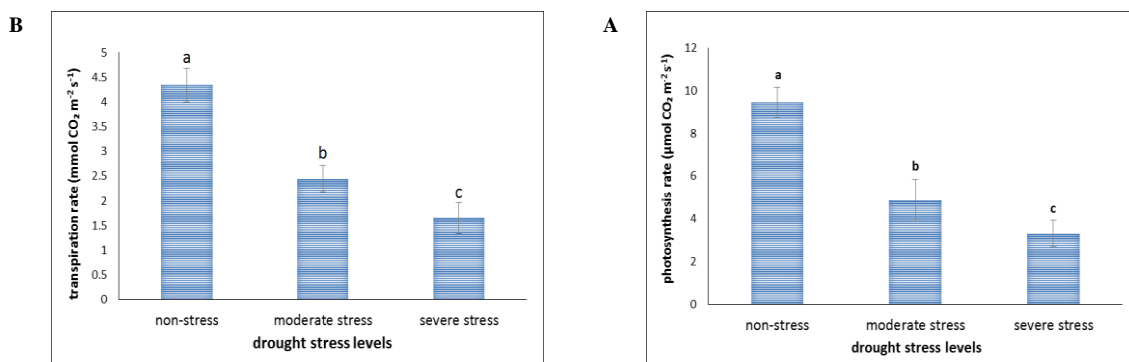 B
transpiration rate (mmol CO₂ m⁻² s⁻¹)
5
4.5
4
3.5
3
2.5
2
1.5
1
0.5
0
a
b
c
non-stress moderate stress severe stress
drought stress levels
A
photosynthesis rate (µmol CO₂ m⁻² s⁻¹)
12
10
8
6
4
2
0
a
b
c
non-stress moderate stress severe stress
drought stress levels